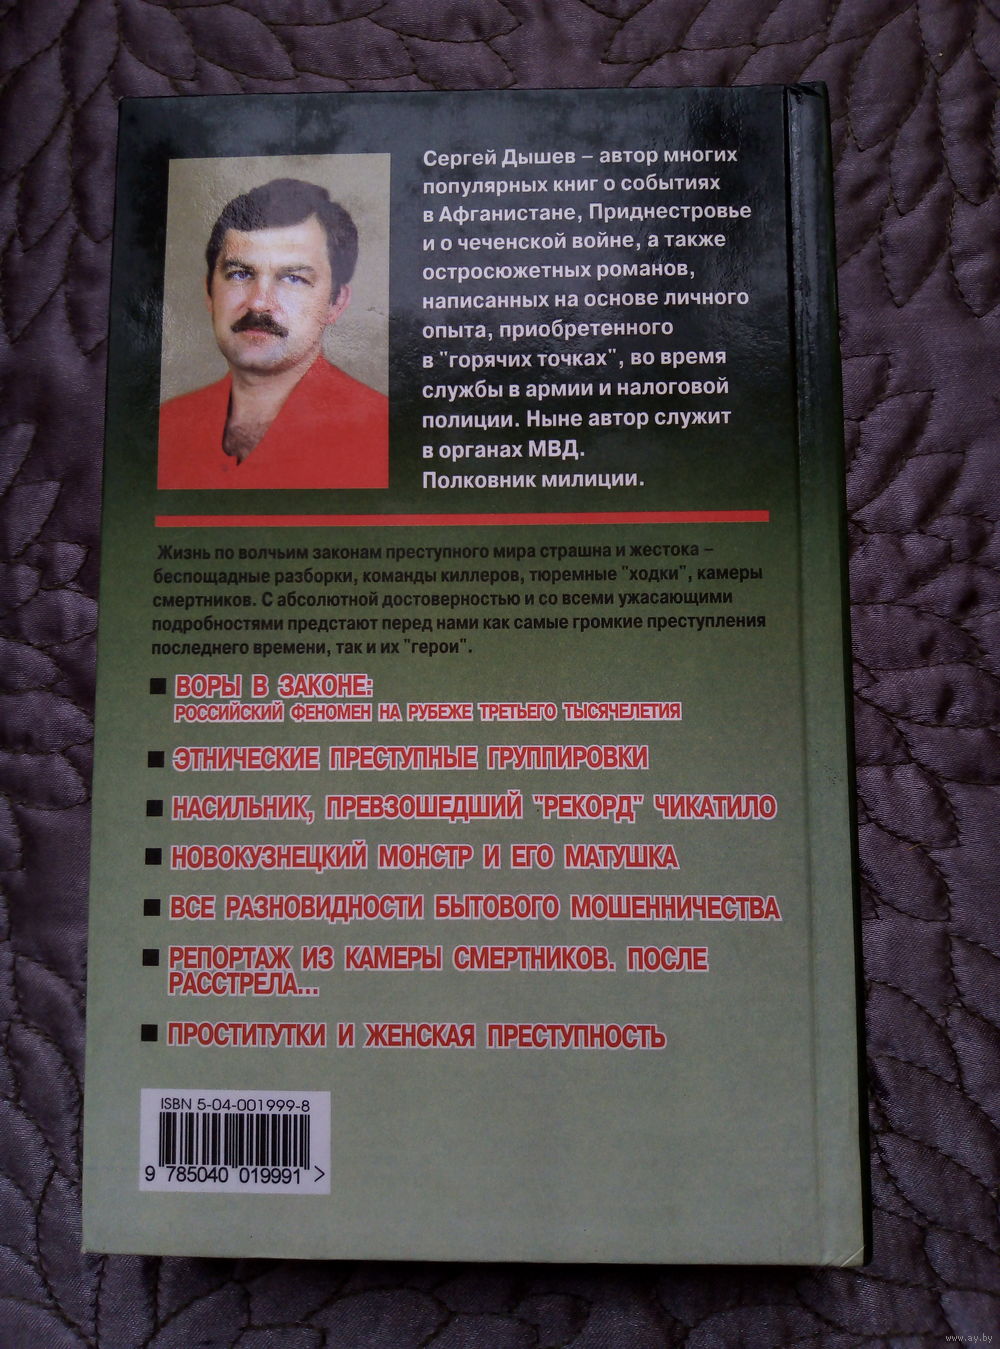 Сергей Дышев – автор многих
популярных книг о событиях
в Афганистане, Приднестровье
и о чеченской войне, а также
остросюжетных романов,
написанных на основе личного
опыта, приобретенного
в "горячих точках", во время
службы в армии и налоговой
полиции. Ныне автор служит
в органах МВД.
Полковник милиции.
Жизнь по волчьим законам преступного мира страшна и жестока –
беспощадные разборки, команды киллеров, тюремные "ходки", камеры
смертников. С абсолютной достоверностью и со всеми ужасающими
подробностями предстают перед нами как самые громкие преступления
последнего времени, так и их "герои".
■ ВОРЫ В ЗАКОНЕ:
РОССИЙСКИЙ ФЕНОМЕН НА РУБЕЖЕ ТРЕТЬЕГО ТЫСЯЧЕЛЕТИЯ
■ ЭТНИЧЕСКИЕ ПРЕСТУПНЫЕ ГРУППИРОВКИ
■ НАСИЛЬНИК, ПРЕВЗОШЕДШИЙ "РЕКОРД" ЧИКАТИЛО
■ НОВОКУЗНЕЦКИЙ МОНСТР И ЕГО МАТУШКА
■ ВСЕ РАЗНОВИДНОСТИ БЫТОВОГО МОШЕННИЧЕСТВА
■ РЕПОРТАЖ ИЗ КАМЕРЫ СМЕРТНИКОВ. ПОСЛЕ
РАССТРЕЛА...
■ ПРОСТИТУТКИ И ЖЕНСКАЯ ПРЕСТУПНОСТЬ
ISBN 5-04-001999-8
9 785040 019991 >
www.ay.by